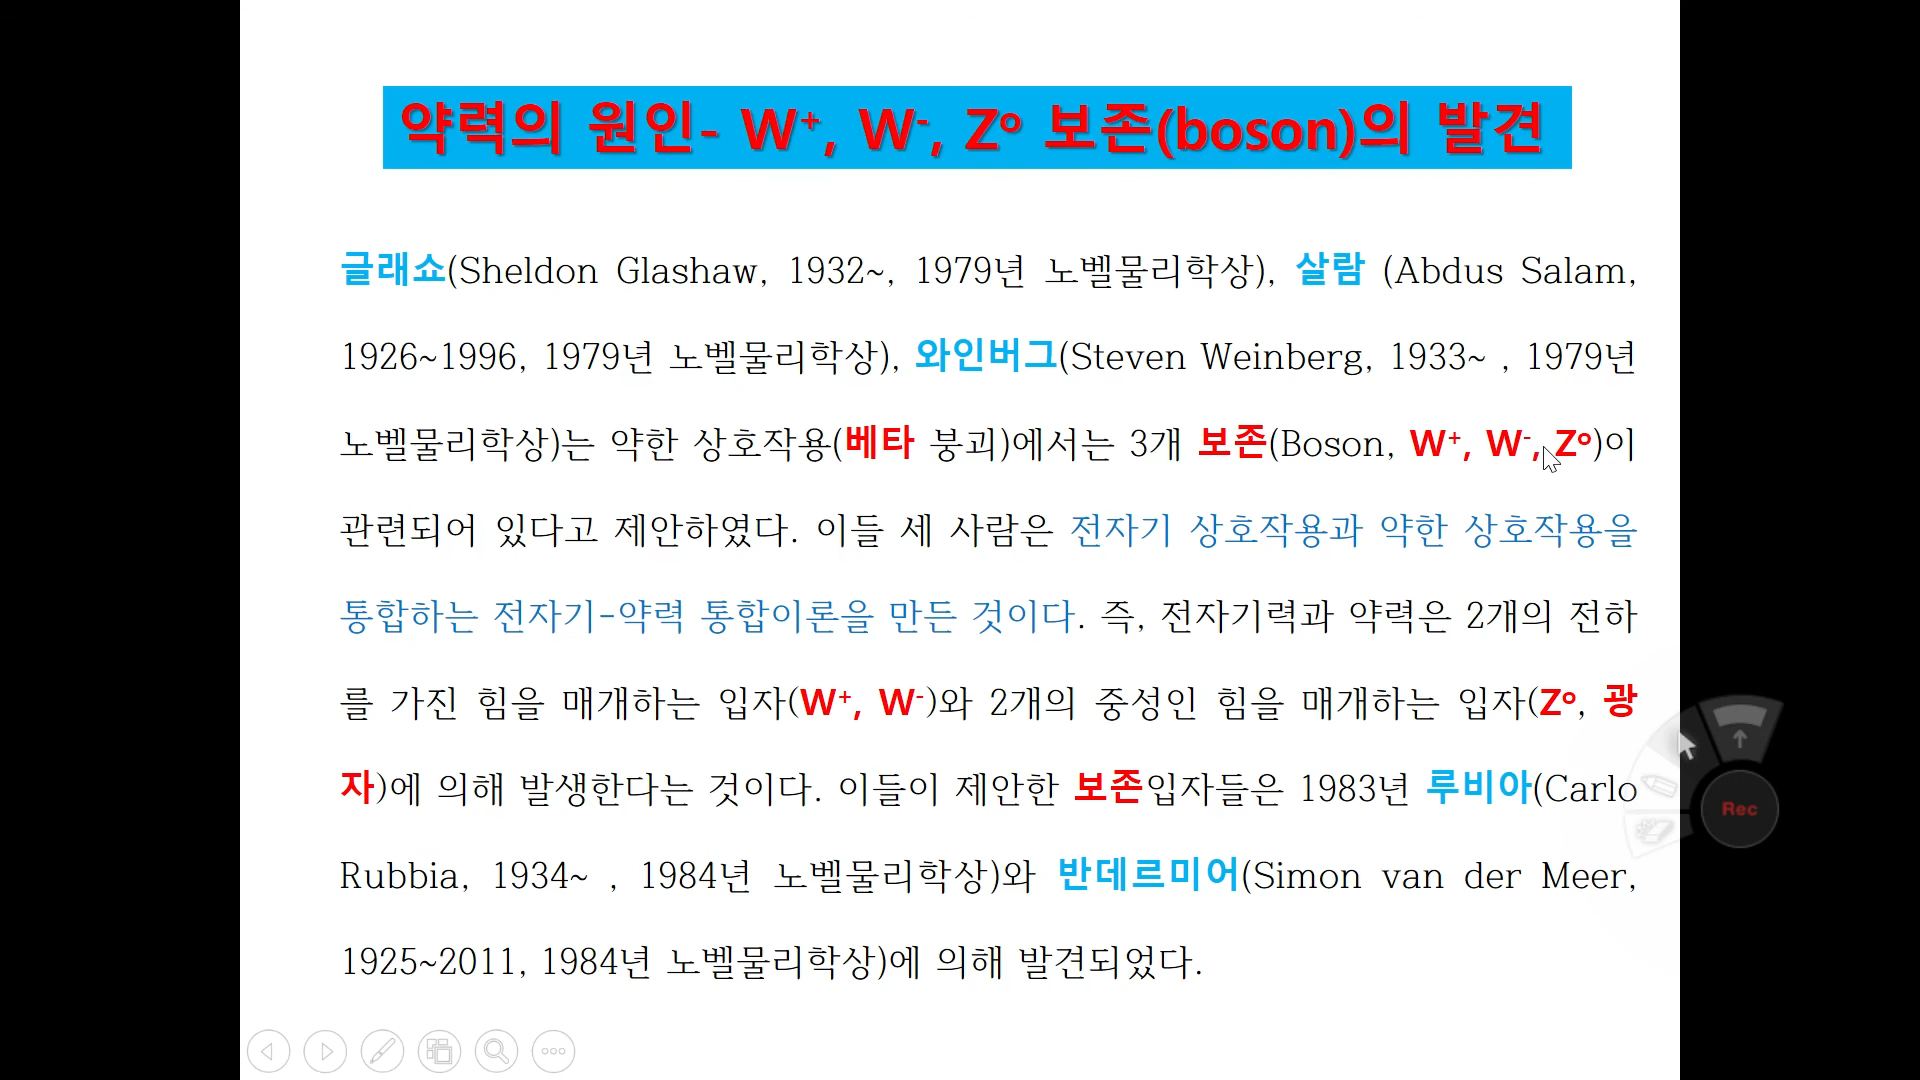 약력의 원인- W⁺, W⁻, Zº 보존(boson)의 발견
글래쇼(Sheldon Glashaw, 1932~, 1979년 노벨물리학상), 살람 (Abdus Salam,
1926~1996, 1979년 노벨물리학상), 와인버그(Steven Weinberg, 1933~ , 1979년
노벨물리학상)는 약한 상호작용(베타 붕괴)에서는 3개 보존(Boson, W⁺, W⁻, Zº)이
관련되어 있다고 제안하였다. 이들 세 사람은 전자기 상호작용과 약한 상호작용을
통합하는 전자기-약력 통합이론을 만든 것이다. 즉, 전자기력과 약력은 2개의 전하
를 가진 힘을 매개하는 입자(W⁺, W⁻)와 2개의 중성인 힘을 매개하는 입자(Zº, 광
자)에 의해 발생한다는 것이다. 이들이 제안한 보존입자들은 1983년 루비아(Carlo
Rubbia, 1934~ , 1984년 노벨물리학상)와 반데르미어(Simon van der Meer,
1925~2011, 1984년 노벨물리학상)에 의해 발견되었다.
Rec